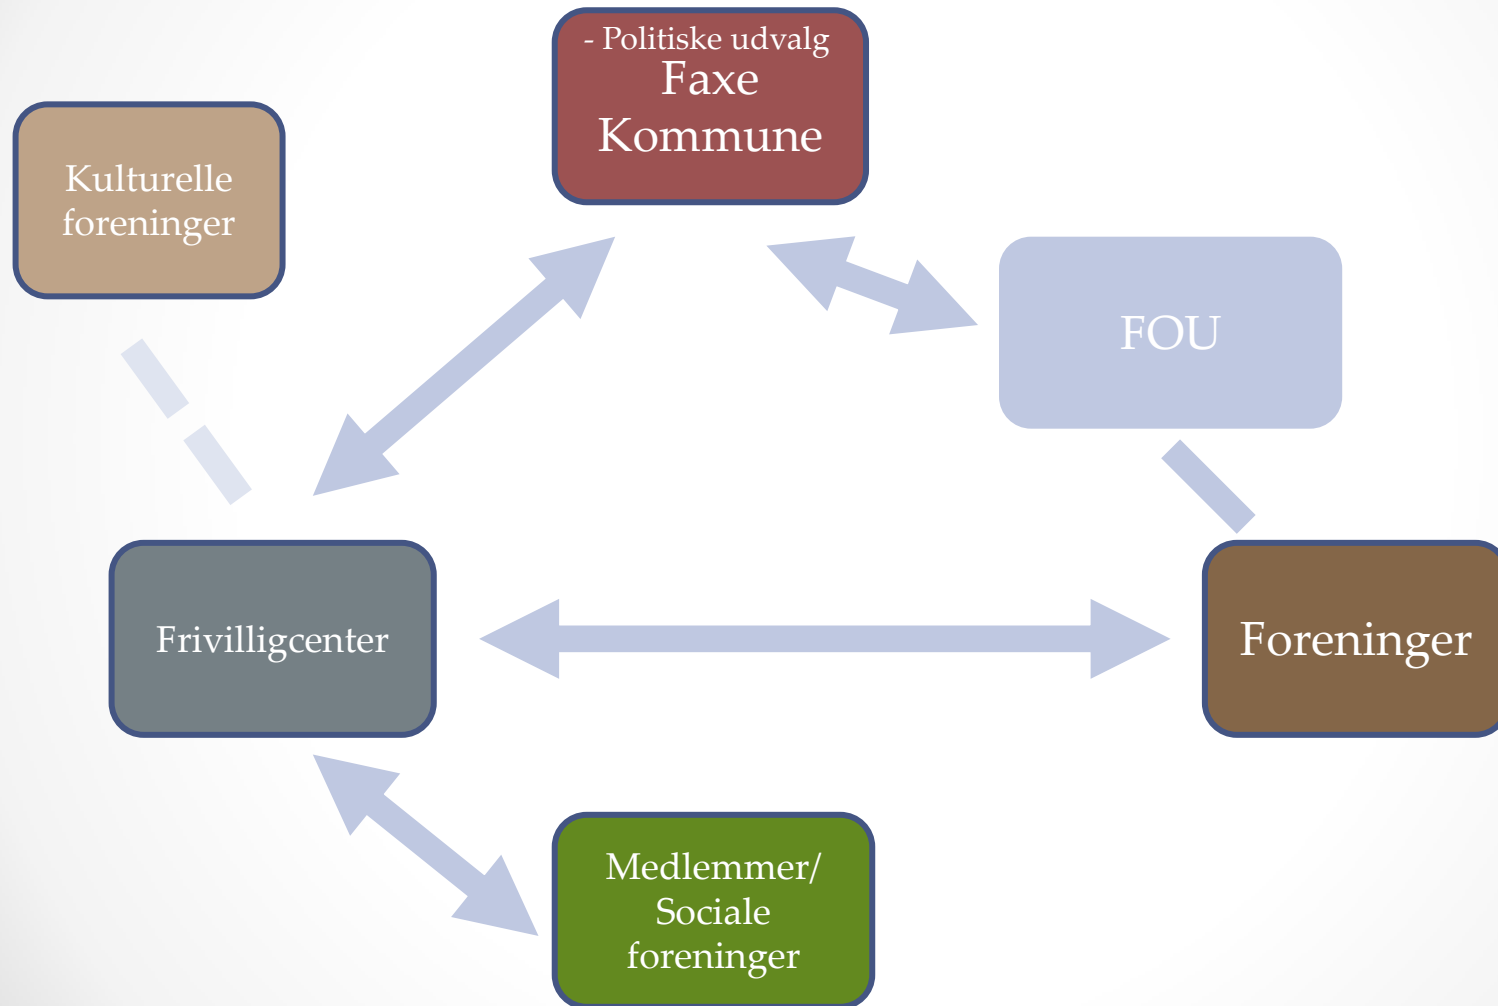 - Politiske udvalg
Faxe
Kommune
Kulturelle
foreninger
FOU
Frivilligcenter
Foreninger
Medlemmer/
Sociale
foreninger